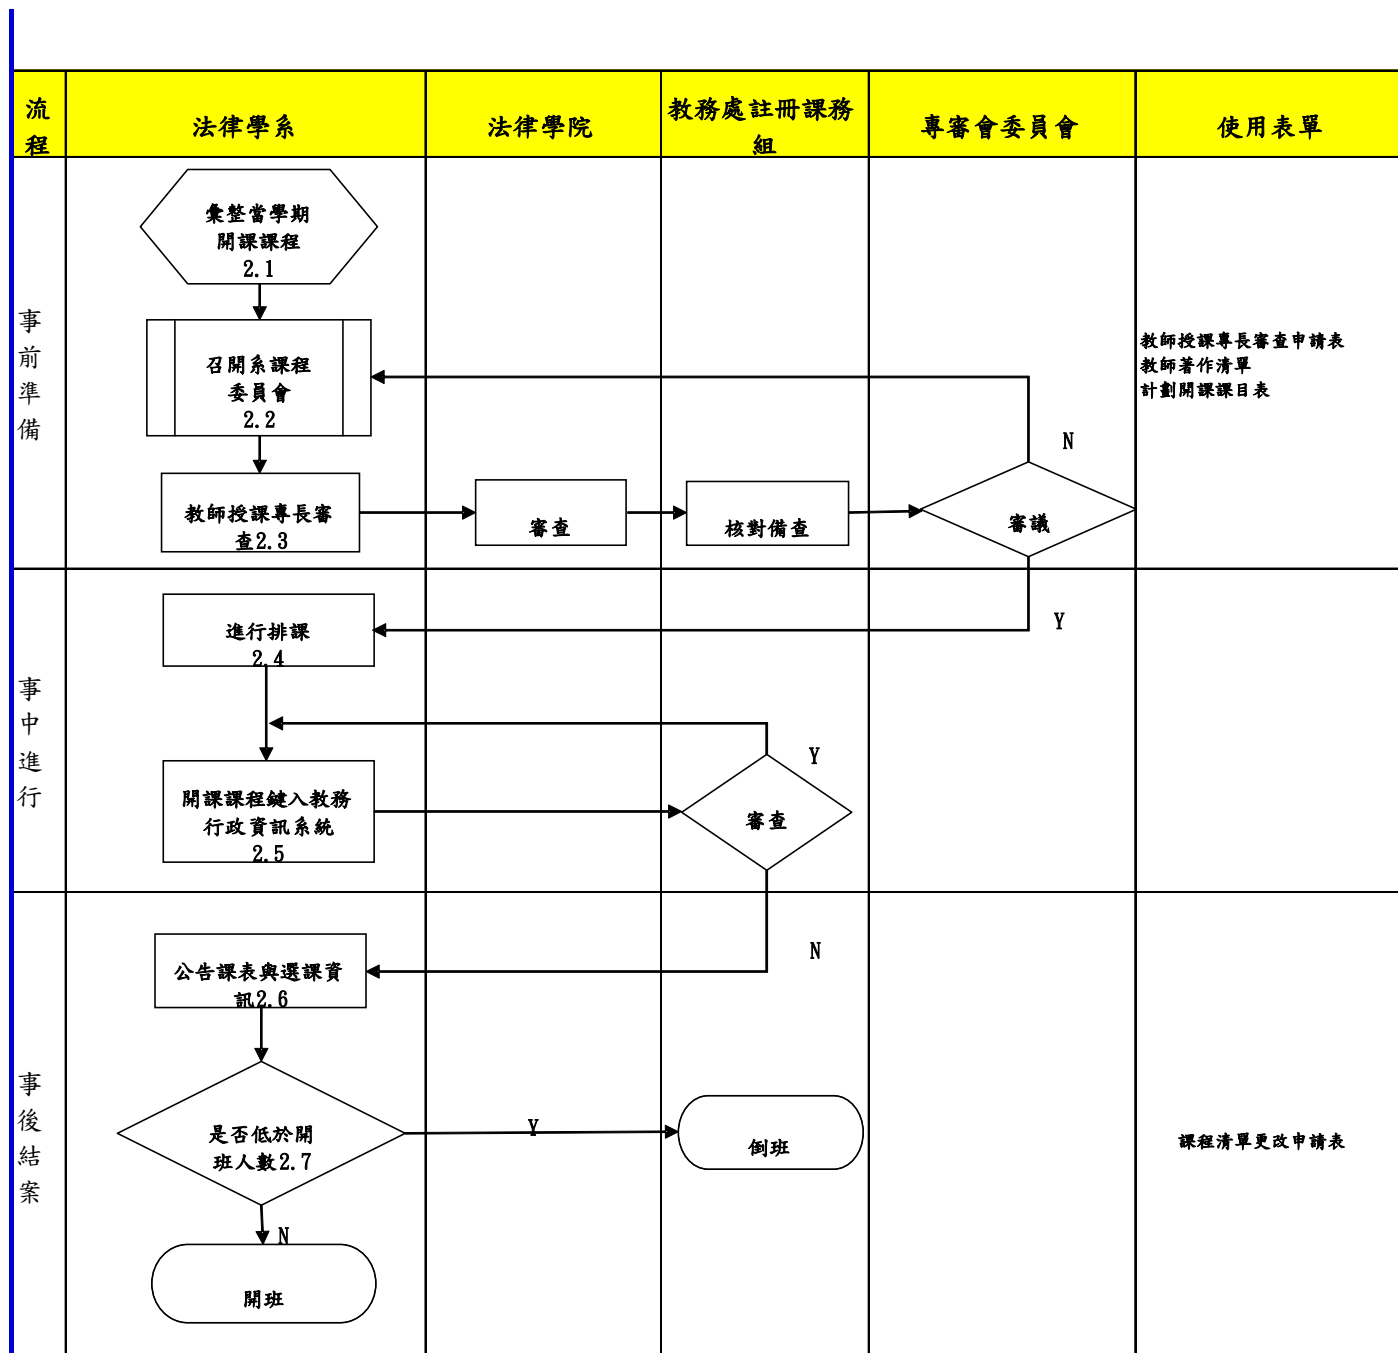 流
程
法律學系
法律學院
教務處註冊課務
組
專審會委員會
使用表單
事
前
準
備
彙整當學期
開課課程
2.1
召開系課程
委員會
2.2
教師授課專長審
查2.3
審查
核對備查
審議
N
教師授課專長審查申請表
教師著作清單
計劃開課課目表
事
中
進
行
進行排課
2.4
Y
開課課程鍵入教務
行政資訊系統
2.5
審查
Y
事
後
結
案
公告課表與選課資
訊2.6
N
是否低於開
班人數2.7
Y
倒班
課程清單更改申請表
N
開班